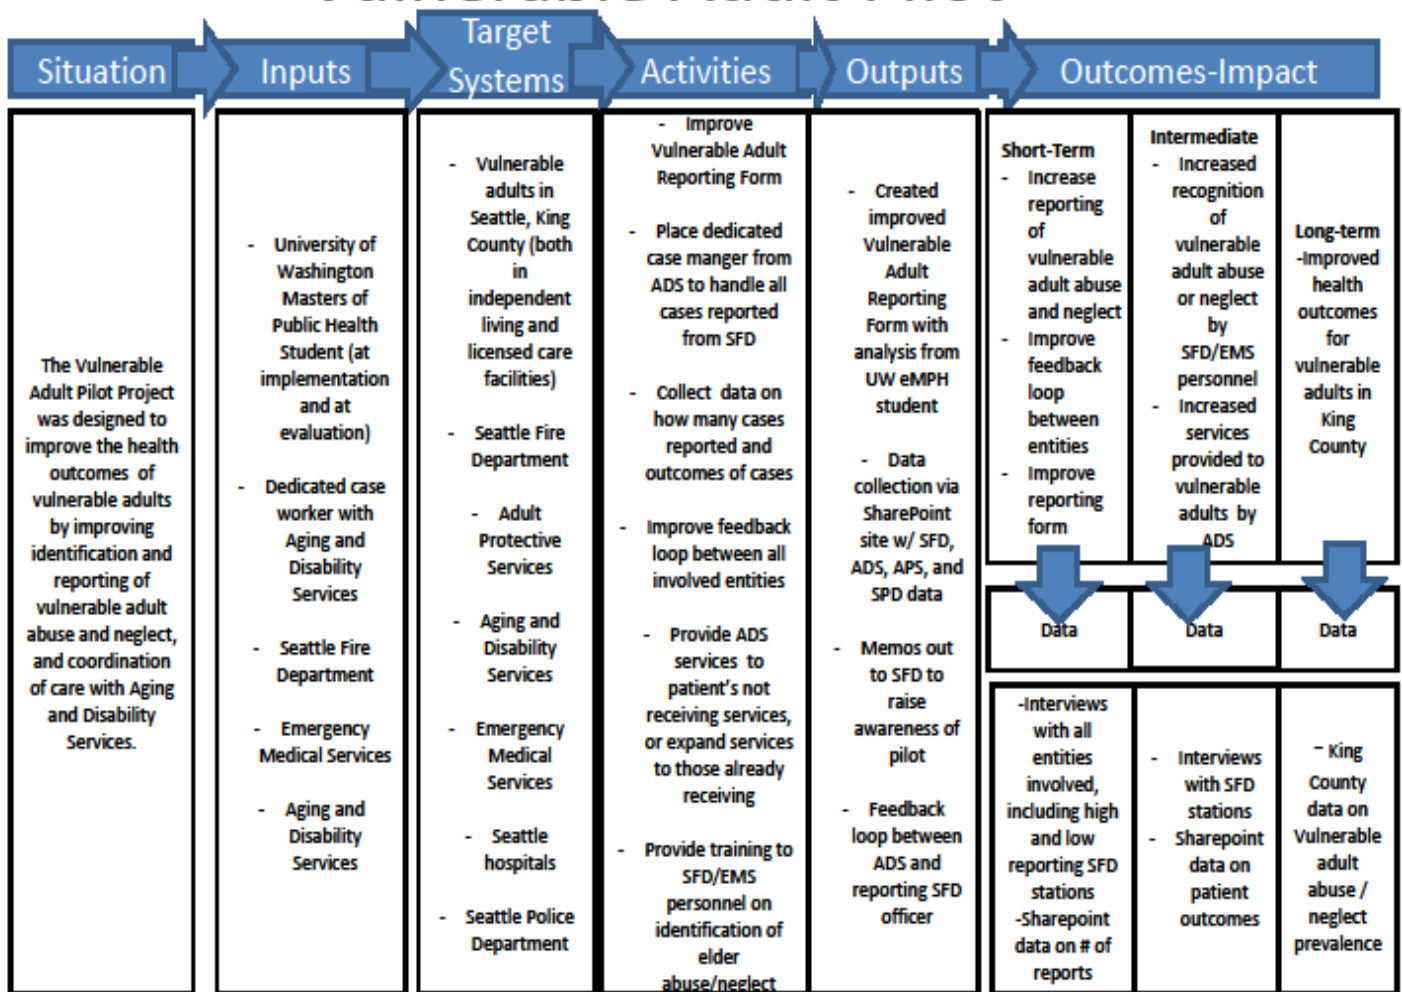 Situation
Inputs
Target
Systems
Activities
Outputs
Outcomes-Impact
The Vulnerable
Adult Pilot Project
was designed to
improve the health
outcomes of
vulnerable adults
by improving
identification and
reporting of
vulnerable adult
abuse and neglect,
and coordination
of care with Aging
and Disability
Services.
- University of
Washington
Masters of
Public Health
Student (at
implementation
and at
evaluation)
- Dedicated case
worker with
Aging and
Disability
Services
- Seattle Fire
Department
- Emergency
Medical Services
- Aging and
Disability
Services
- Vulnerable
adults in
Seattle, King
County (both
in
independent
living and
licensed care
facilities)
- Seattle Fire
Department
- Adult
Protective
Services
- Aging and
Disability
Services
- Emergency
Medical
Services
- Seattle
hospitals
- Seattle Police
Department
- Improve
Vulnerable Adult
Reporting Form
- Place dedicated
case manger from
ADS to handle all
cases reported
from SFD
- Collect data on
how many cases
reported and
outcomes of cases
- Improve feedback
loop between all
involved entities
- Provide ADS
services to
patient's not
receiving services,
or expand services
to those already
receiving
- Provide training to
SFD/EMS
personnel on
identification of
elder
abuse/neglect
- Created
improved
Vulnerable
Adult
Reporting
Form with
analysis from
UW eMPH
student
- Data
collection via
SharePoint
site w/ SFD,
ADS, APS, and
SPD data
- Memos out
to SFD to
raise
awareness of
pilot
- Feedback
loop between
ADS and
reporting SFD
officer
Short-Term
- Increase
reporting
of
vulnerable
adult abuse
and neglect
- Improve
feedback
loop
between
entities
- Improve
reporting
form
Intermediate
- Increased
recognition
of
vulnerable
adult abuse
or neglect
by
SFD/EMS
personnel
- Increased
services
provided to
vulnerable
adults by
ADS
Long-term
-Improved
health
outcomes
for
vulnerable
adults in
King
County
Data
Data
Data
-Interviews
with all
entities
involved,
including high
and low
reporting SFD
stations
-Sharepoint
data on # of
reports
- Interviews
with SFD
stations
- Sharepoint
data on
patient
outcomes
– King
County
data on
Vulnerable
adult
abuse /
neglect
prevalence